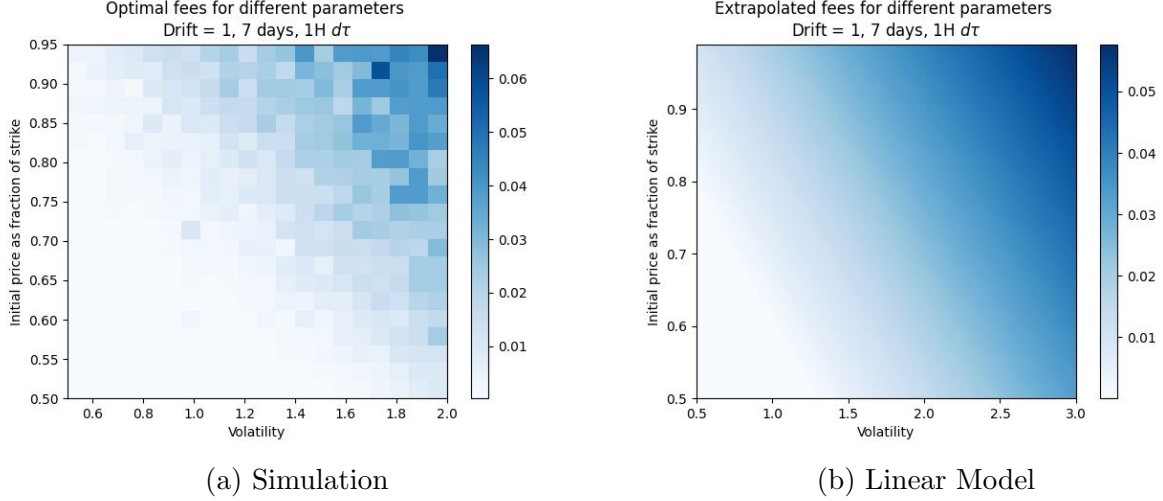 Optimal fees for different parameters
Drift = 1, 7 days, 1H dτ
0.95
0.90
0.85
0.80
0.75
0.70
0.65
0.60
0.55
0.50
Initial price as fraction of strike
0.6 0.8 1.0 1.2 1.4 1.6 1.8 2.0
Volatility
0.06
0.05
0.04
0.03
0.02
0.01
(a) Simulation
Extrapolated fees for different parameters
Drift = 1, 7 days, 1H dτ
0.9
0.8
0.7
0.6
0.5
Initial price as fraction of strike
0.5 1.0 1.5 2.0 2.5 3.0
Volatility
0.05
0.04
0.03
0.02
0.01
(b) Linear Model